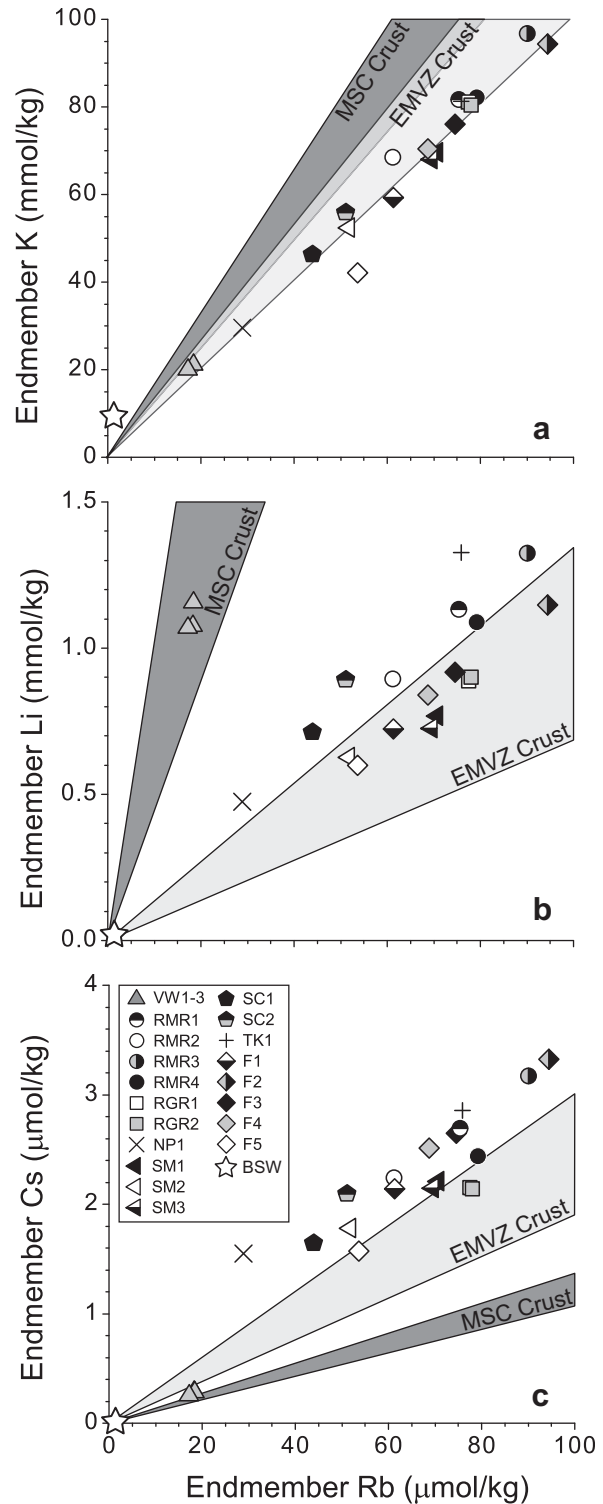 100
80
60
40
20
0
Endmember K (mmol/kg)
MSC Crust
EMVZ Crust
a
1.5
1.0
0.5
0.0
Endmember Li (mmol/kg)
MSC Crust
EMVZ Crust
b
4
3
2
1
0
Endmember Cs (μmol/kg)
VW1-3
RMR1
RMR2
RMR3
RMR4
RGR1
RGR2
NP1
SM1
SM2
SM3
SC1
SC2
TK1
F1
F2
F3
F4
F5
BSW
EMVZ Crust
MSC Crust
c
0 20 40 60 80 100
Endmember Rb (μmol/kg)